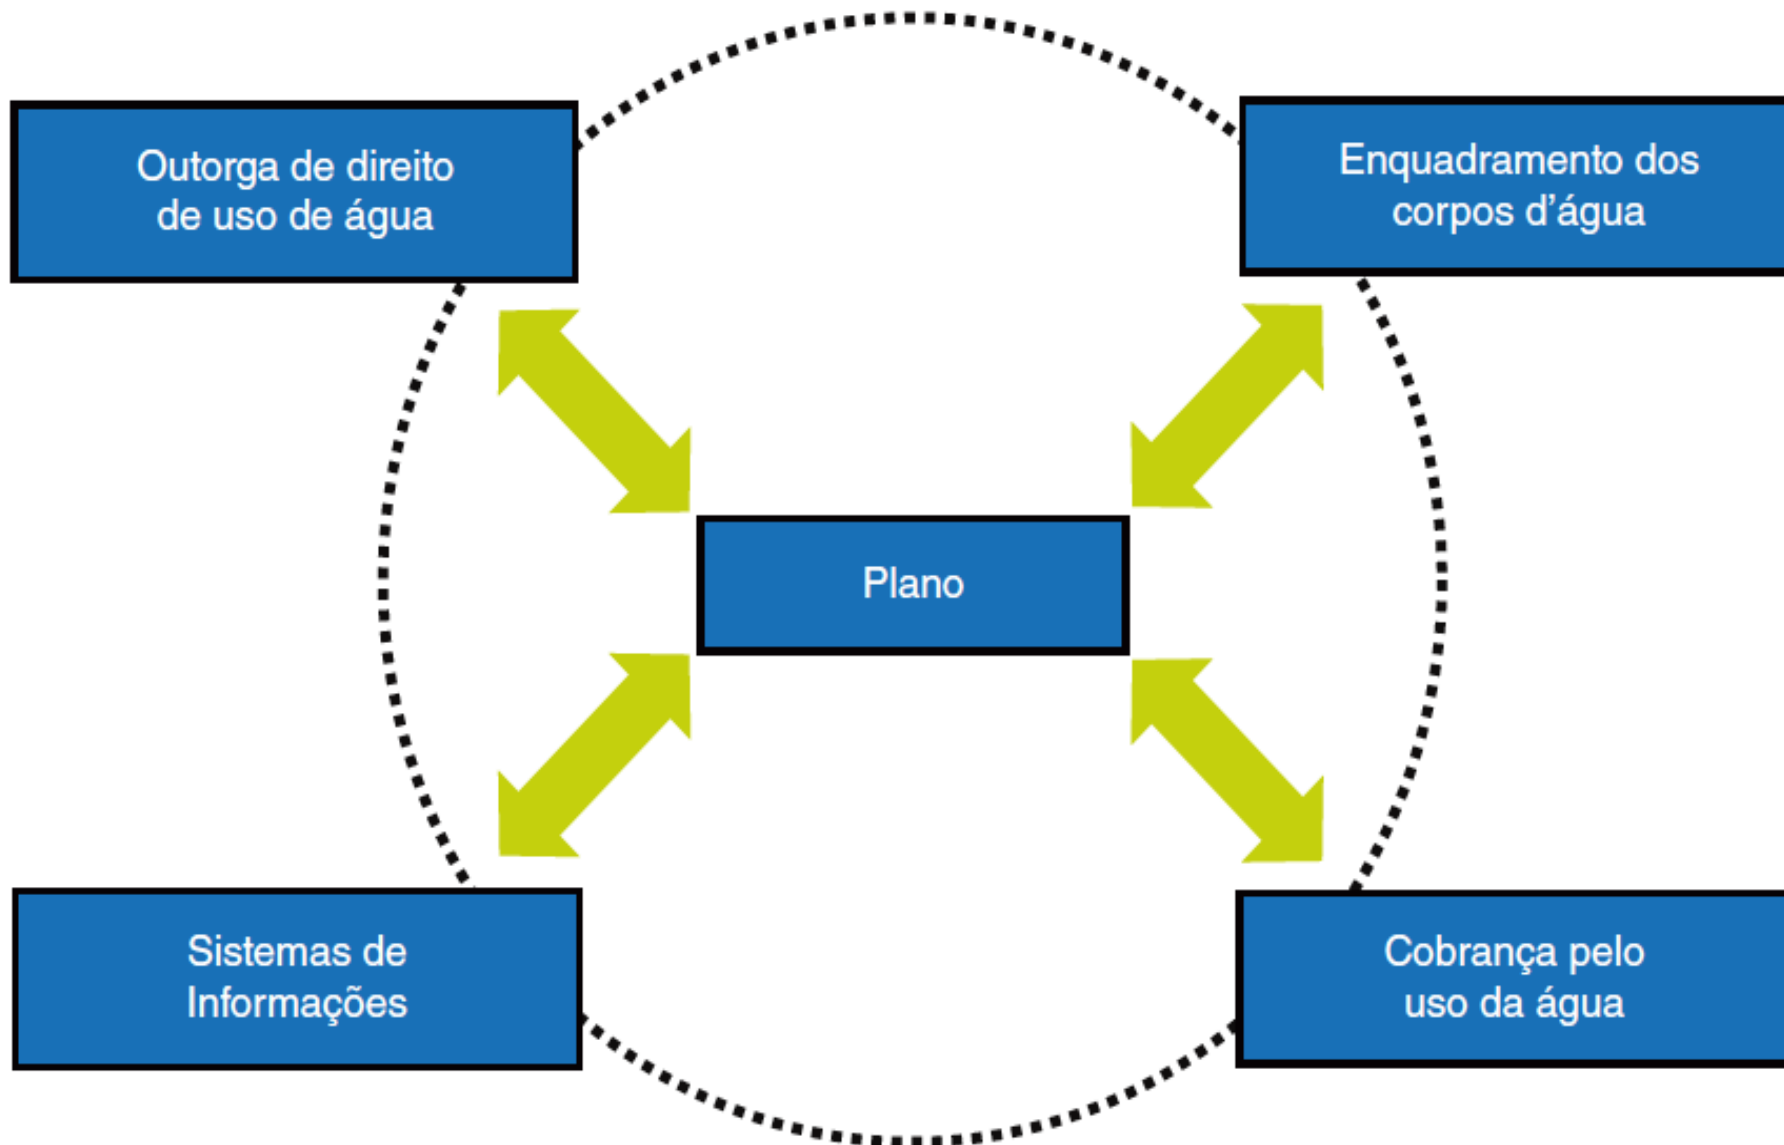 Outorga de direito
de uso de água
Enquadramento dos
corpos d’água
Plano
Sistemas de
Informações
Cobrança pelo
uso da água